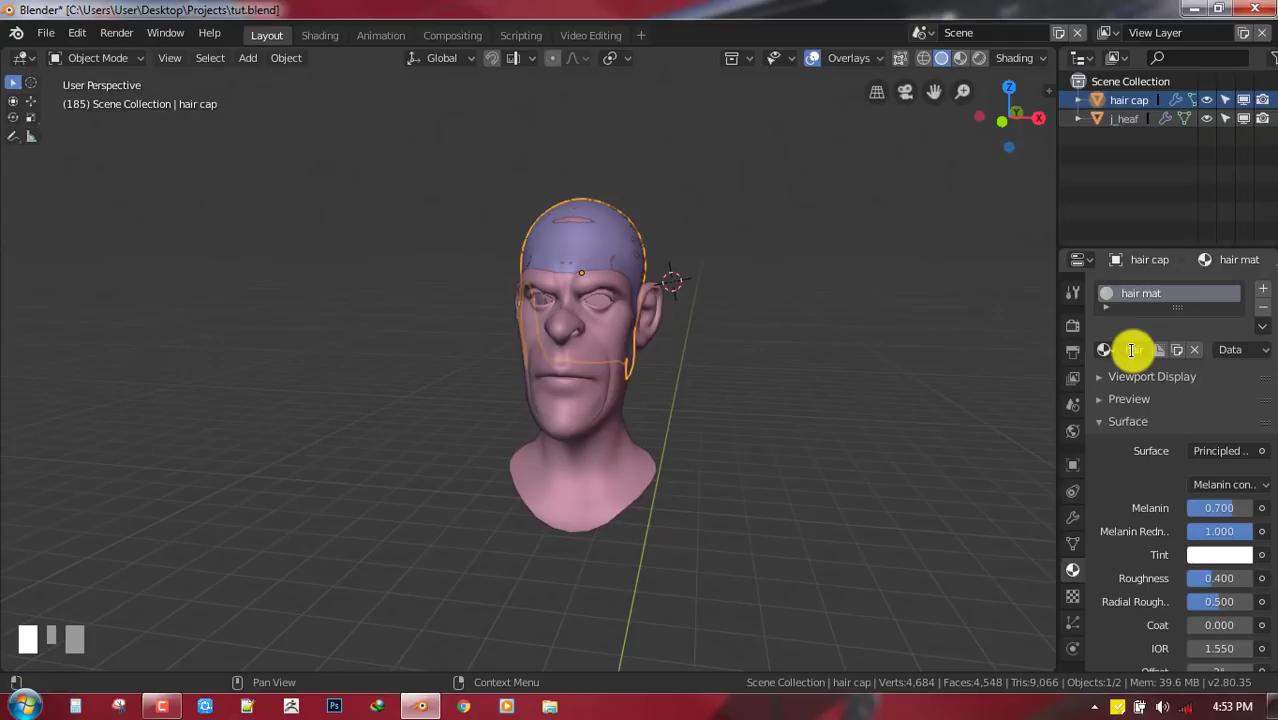 Blender* [C:\Users\User\Desktop\Projects\tut.blend]
File Edit Render Window Help
Layout Shading Animation Compositing Scripting Video Editing
Scene
View Layer
Object Mode View Select Add Object
Global
Overlays
Shading
User Perspective
(185) Scene Collection | hair cap
Z
Y
X
Scene Collection
hair cap
j_heaf
hair cap
hair mat
hair mat
Data
Viewport Display
Preview
Surface
Surface Principled ..
Melanin con..
Melanin 0.700
Melanin Redn.. 1.000
Tint
Roughness 0.400
Radial Rough.. 0.500
Coat 0.000
IOR 1.550
Pan View
Context Menu
Scene Collection | hair cap | Verts:4,684 | Faces:4,548 | Tris:9,066 | Objects:1/2 | Mem: 39.6 MB | v2.80.35
Ps
4:53 PM